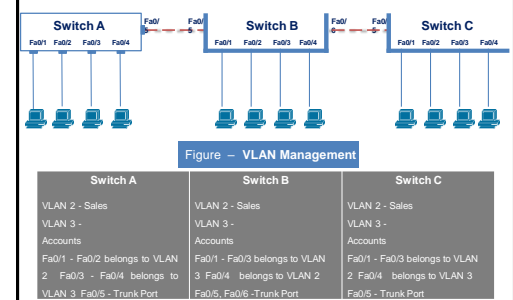 Switch A
Fa0/5
Fa0/5
Switch B
Fa0/6
Fa0/5
Switch C
Fa0/1 Fa0/2 Fa0/3 Fa0/4
Fa0/1 Fa0/2 Fa0/3 Fa0/4
Fa0/1 Fa0/2 Fa0/3 Fa0/4
Figure – VLAN Management
Switch A
VLAN 2 - Sales
VLAN 3 -
Accounts
Fa0/1 - Fa0/2 belongs to VLAN
2 Fa0/3 - Fa0/4 belongs to
VLAN 3 Fa0/5 - Trunk Port
Switch B
VLAN 2 - Sales
VLAN 3 -
Accounts
Fa0/1 - Fa0/3 belongs to VLAN
3 Fa0/4 belongs to VLAN 2
Fa0/5, Fa0/6 -Trunk Port
Switch C
VLAN 2 - Sales
VLAN 3 -
Accounts
Fa0/1 - Fa0/3 belongs to VLAN
2 Fa0/4 belongs to VLAN 3
Fa0/5 - Trunk Port